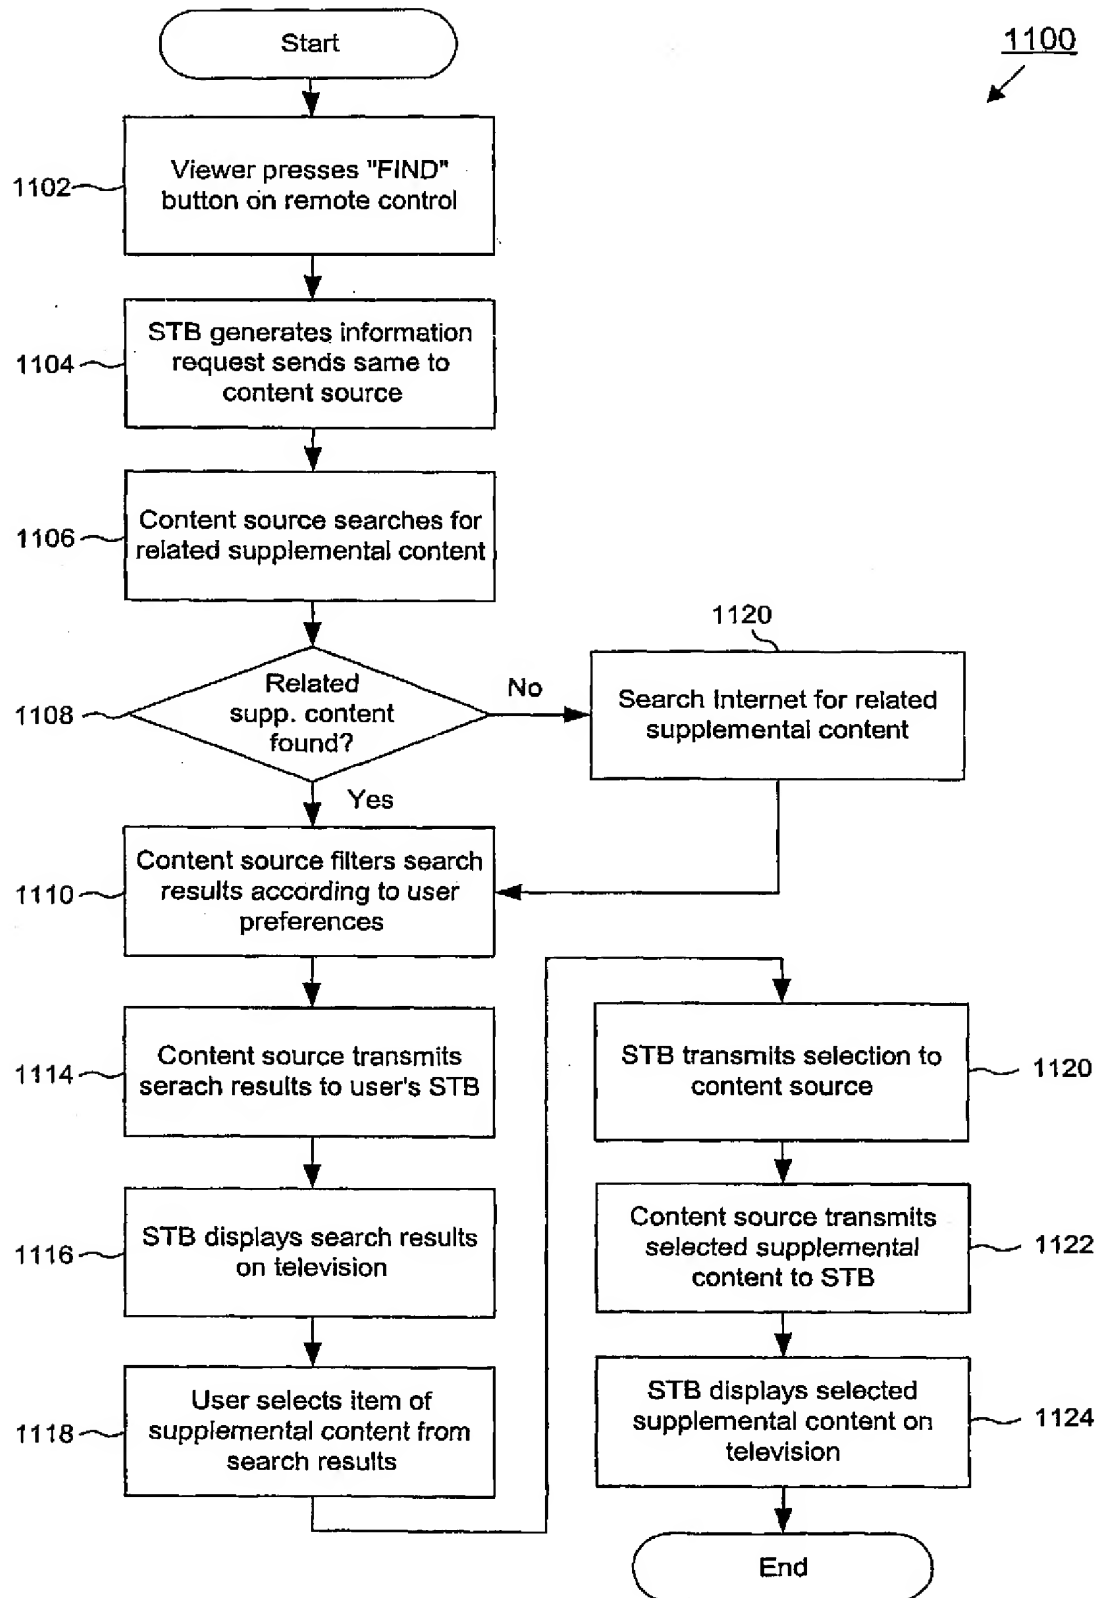 Start
1100
1102
Viewer presses "FIND"
button on remote control
1104
STB generates information
request sends same to
content source
1106
Content source searches for
related supplemental content
1108
Related
supp. content
found?
No
Yes
1120
Search Internet for related
supplemental content
1110
Content source filters search
results according to user
preferences
1114
Content source transmits
serach results to user's STB
1116
STB displays search results
on television
1118
User selects item of
supplemental content from
search results
STB transmits selection to
content source
1120
Content source transmits
selected supplemental
content to STB
1122
STB displays selected
supplemental content on
television
1124
End